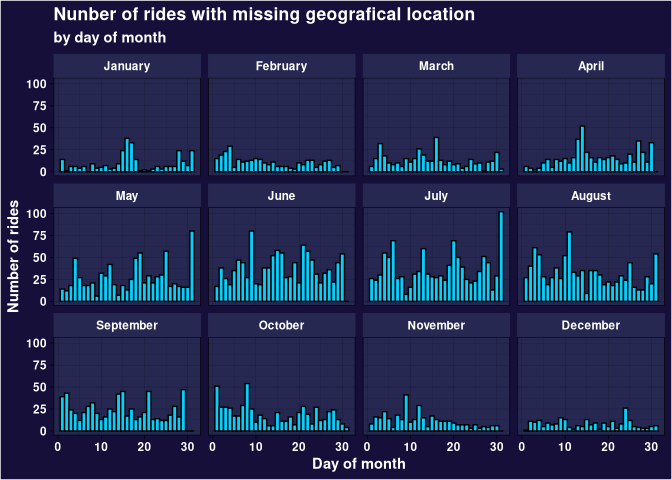 Nunber of rides with missing geografical location
by day of month
January February March April
100
75
50
25
0
May June July August
100
75
50
25
0
September October November December
100
75
50
25
0
0 10 20 30 0 10 20 30 0 10 20 30 0 10 20 30
Number of rides
Day of month